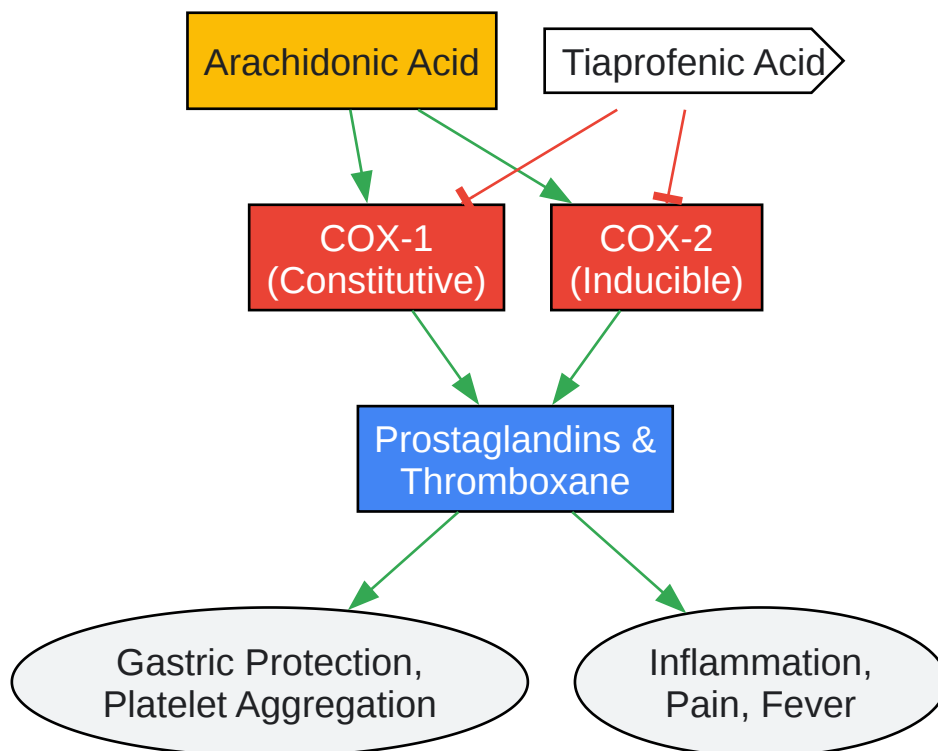 Arachidonic Acid
Tiaprofenic Acid
COX-1
(Constitutive)
COX-2
(Inducible)
Prostaglandins &
Thromboxane
Gastric Protection,
Platelet Aggregation
Inflammation,
Pain, Fever